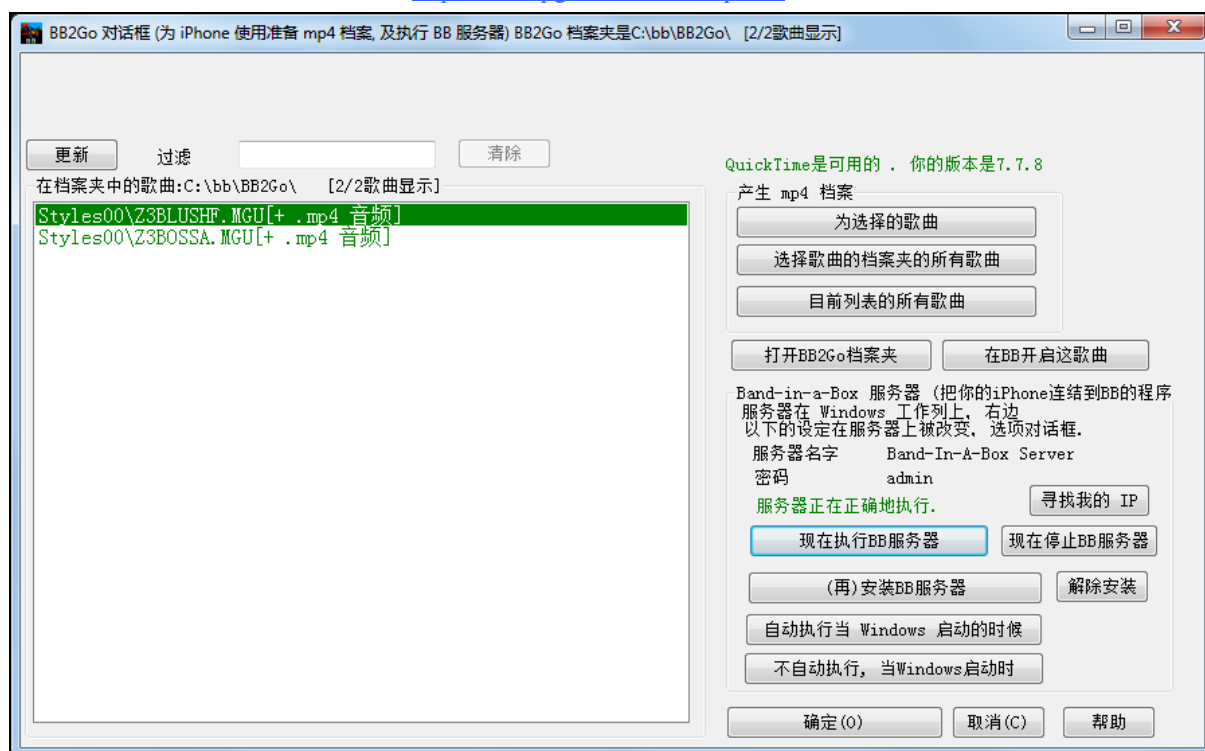 BB2Go 对话框 (为 iPhone 使用准备 mp4 档案, 及执行 BB 服务器) BB2Go 档案夹是C:\bb\BB2Go\ [2/2歌曲显示]
更新 过滤 清除
在档案夹中的歌曲:C:\bb\BB2Go\ [2/2歌曲显示]
Styles00\Z3BLUSHF.MGU[+ .mp4 音频]
Styles00\Z3BOSSA.MGU[+ .mp4 音频]
QuickTime是可用的 . 你的版本是7.7.8
产生 mp4 档案
为选择的歌曲
选择歌曲的档案夹的所有歌曲
目前列表的所有歌曲
打开BB2Go档案夹 在BB开启这歌曲
Band-in-a-Box 服务器 (把你的iPhone连结到BB的程序
服务器在 Windows 工作列上, 右边
以下的设定在服务器上被改变, 选项对话框.
服务器名字 Band-In-A-Box Server
密码 admin
服务器正在正确地执行. 寻找我的 IP
现在执行BB服务器 现在停止BB服务器
(再)安装BB服务器 解除安装
自动执行当 Windows 启动的时候
不自动执行, 当Windows启动时
确定(O) 取消(C) 帮助